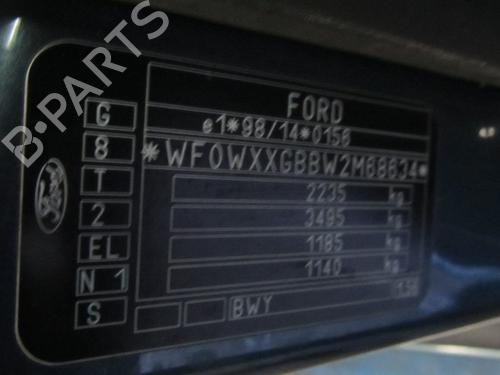 FORD
e1*98/14*0156
*WF0WXXGBBW2M68634*
2235 kg
3495 kg
1185 kg
1140 kg
G
8
T
2
EL
N 1
S
BWY
Ford
B-PARTS